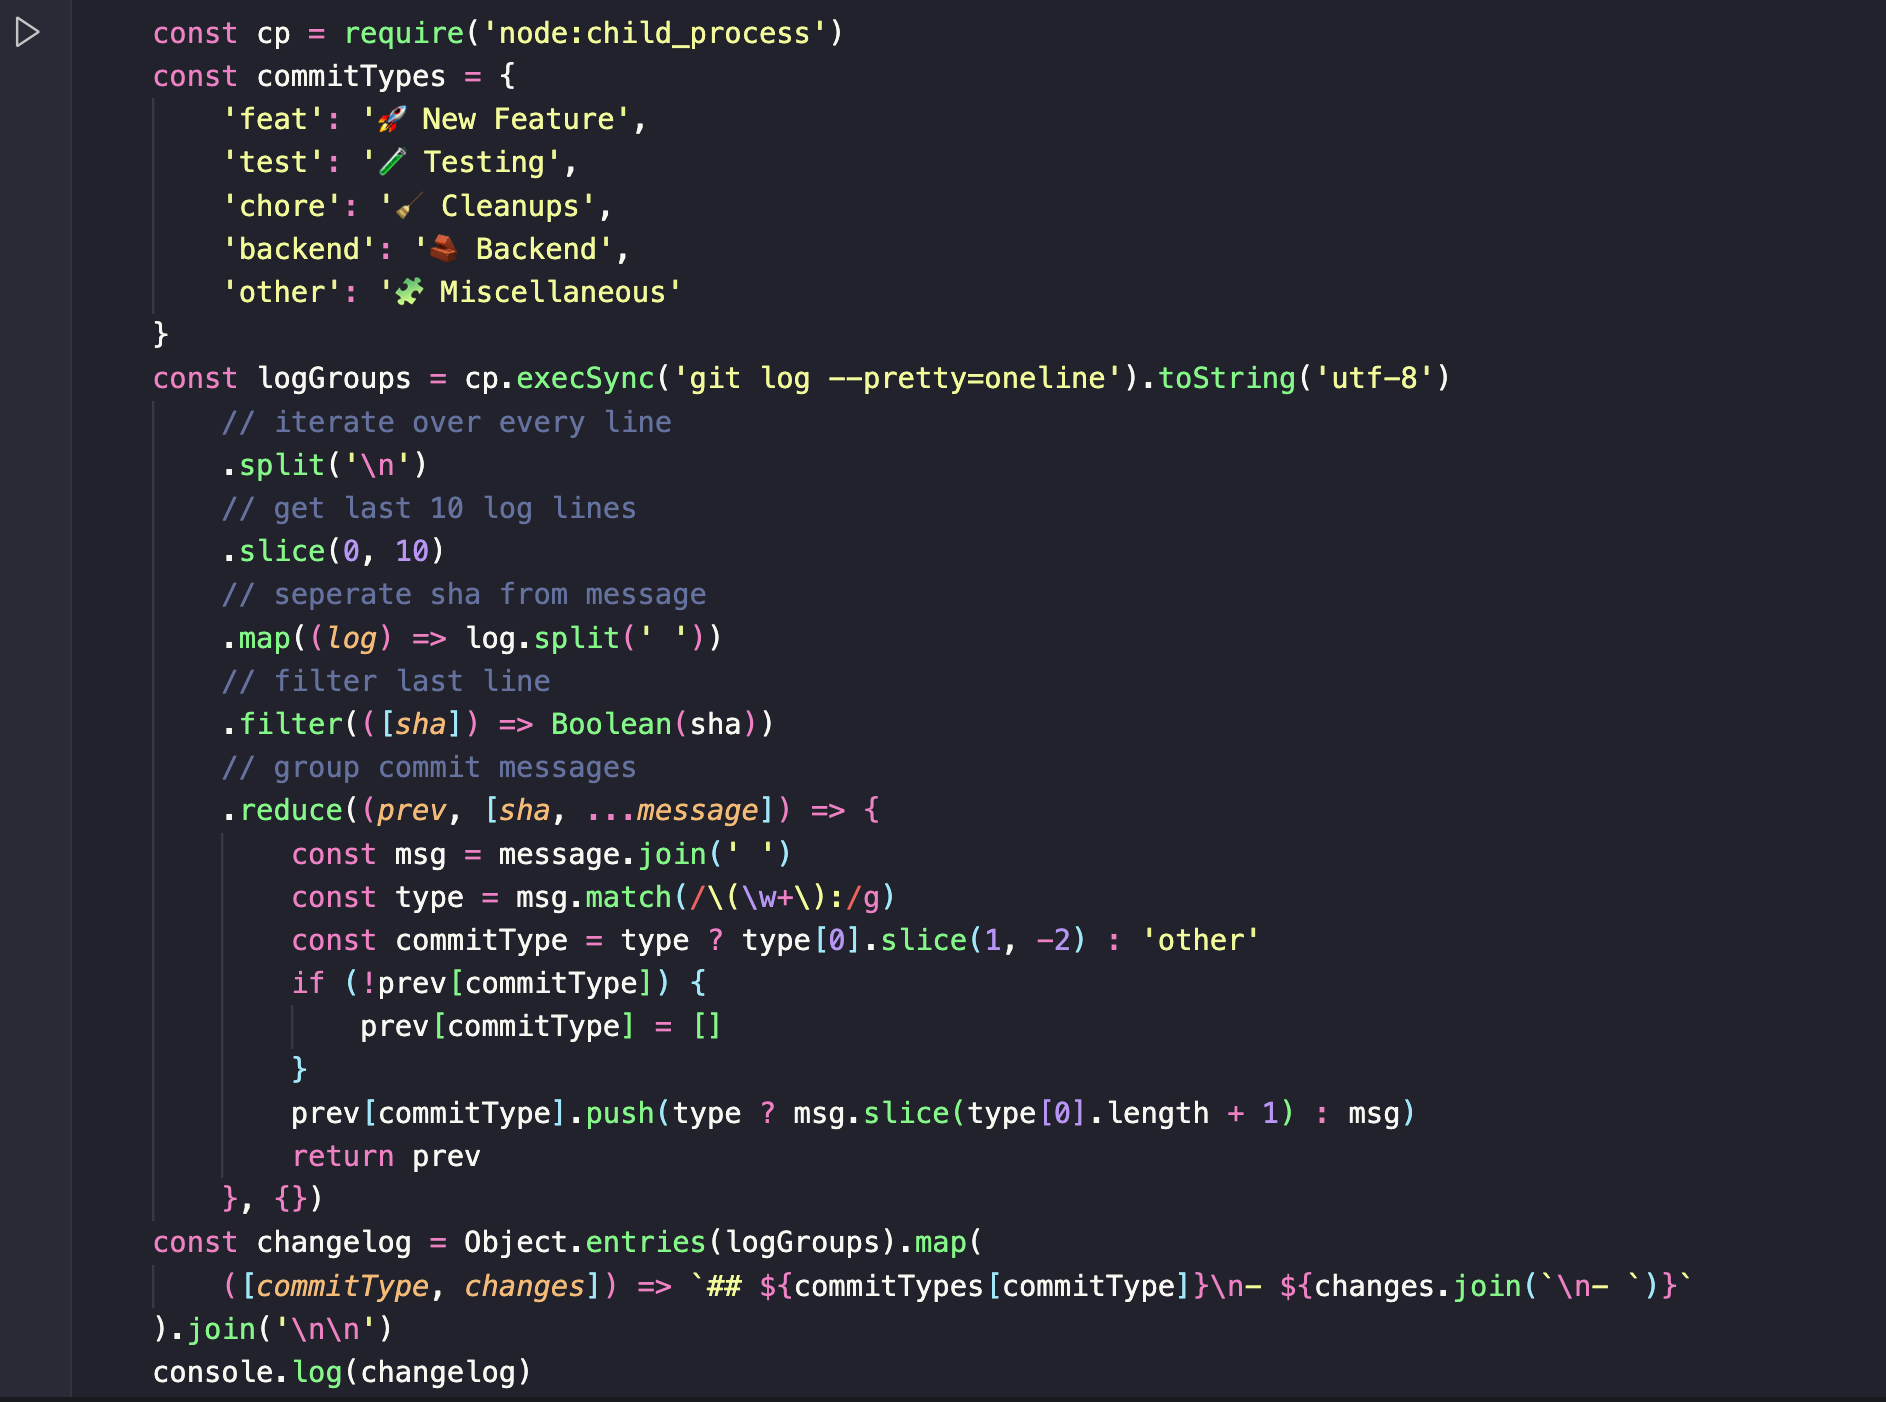 const cp = require('node:child_process')
const commitTypes = {
    'feat': '🚀 New Feature',
    'test': '🧪 Testing',
    'chore': '🧹 Cleanups',
    'backend': '🧱 Backend',
    'other': '🧩 Miscellaneous'
}
const logGroups = cp.execSync('git log --pretty=oneline').toString('utf-8')
    // iterate over every line
    .split('\n')
    // get last 10 log lines
    .slice(0, 10)
    // seperate sha from message
    .map((log) => log.split(' '))
    // filter last line
    .filter(([sha]) => Boolean(sha))
    // group commit messages
    .reduce((prev, [sha, ...message]) => {
        const msg = message.join(' ')
        const type = msg.match(/\(\w+\):/g)
        const commitType = type ? type[0].slice(1, -2) : 'other'
        if (!prev[commitType]) {
            prev[commitType] = []
        }
        prev[commitType].push(type ? msg.slice(type[0].length + 1) : msg)
        return prev
    }, {})
const changelog = Object.entries(logGroups).map(
    ([commitType, changes]) => `## ${commitTypes[commitType]}\n- ${changes.join(`\n- `)}`
).join('\n\n')
console.log(changelog)